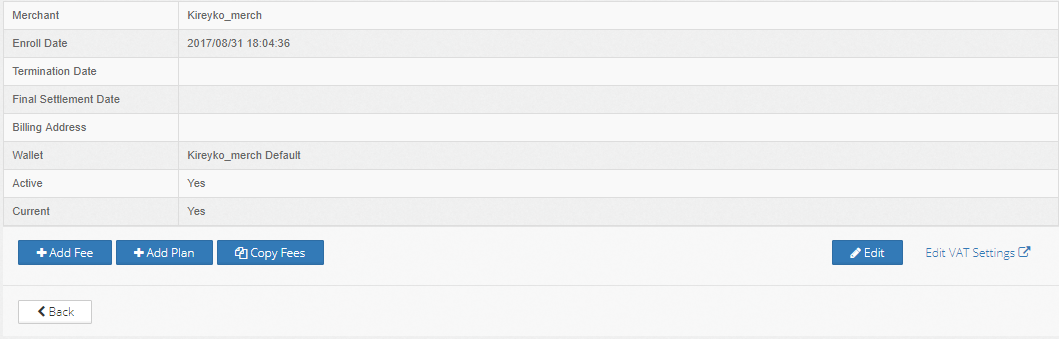 Merchant Kireyko_merch
Enroll Date 2017/08/31 18:04:36
Termination Date
Final Settlement Date
Billing Address
Wallet Kireyko_merch Default
Active Yes
Current Yes
Add Fee Add Plan Copy Fees Edit Edit VAT Settings
Back